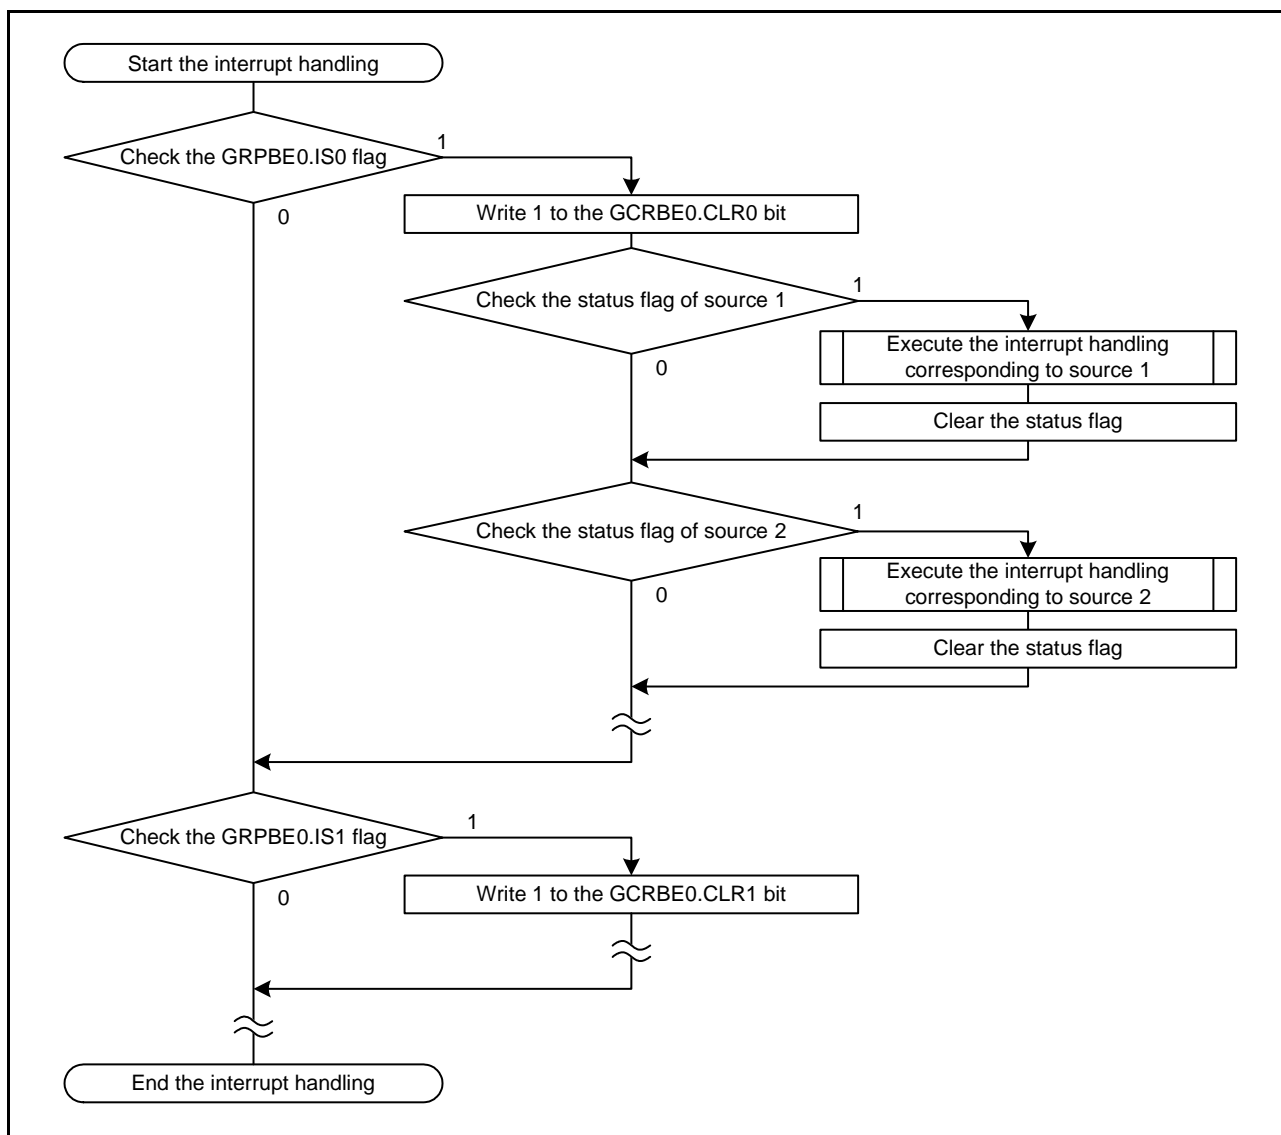 Start the interrupt handling
Check the GRPBE0.IS0 flag
1
0
Write 1 to the GCRBE0.CLR0 bit
Check the status flag of source 1
1
0
Execute the interrupt handling
corresponding to source 1
Clear the status flag
Check the status flag of source 2
1
0
Execute the interrupt handling
corresponding to source 2
Clear the status flag
Check the GRPBE0.IS1 flag
1
0
Write 1 to the GCRBE0.CLR1 bit
End the interrupt handling